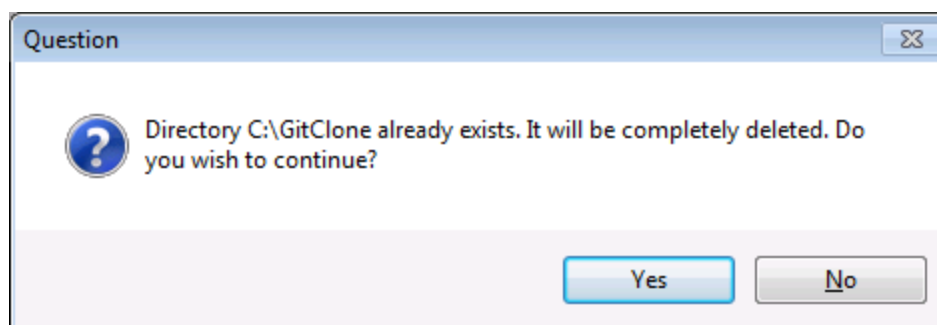 Question
Directory C:\GitClone already exists. It will be completely deleted. Do
you wish to continue?
Yes
No